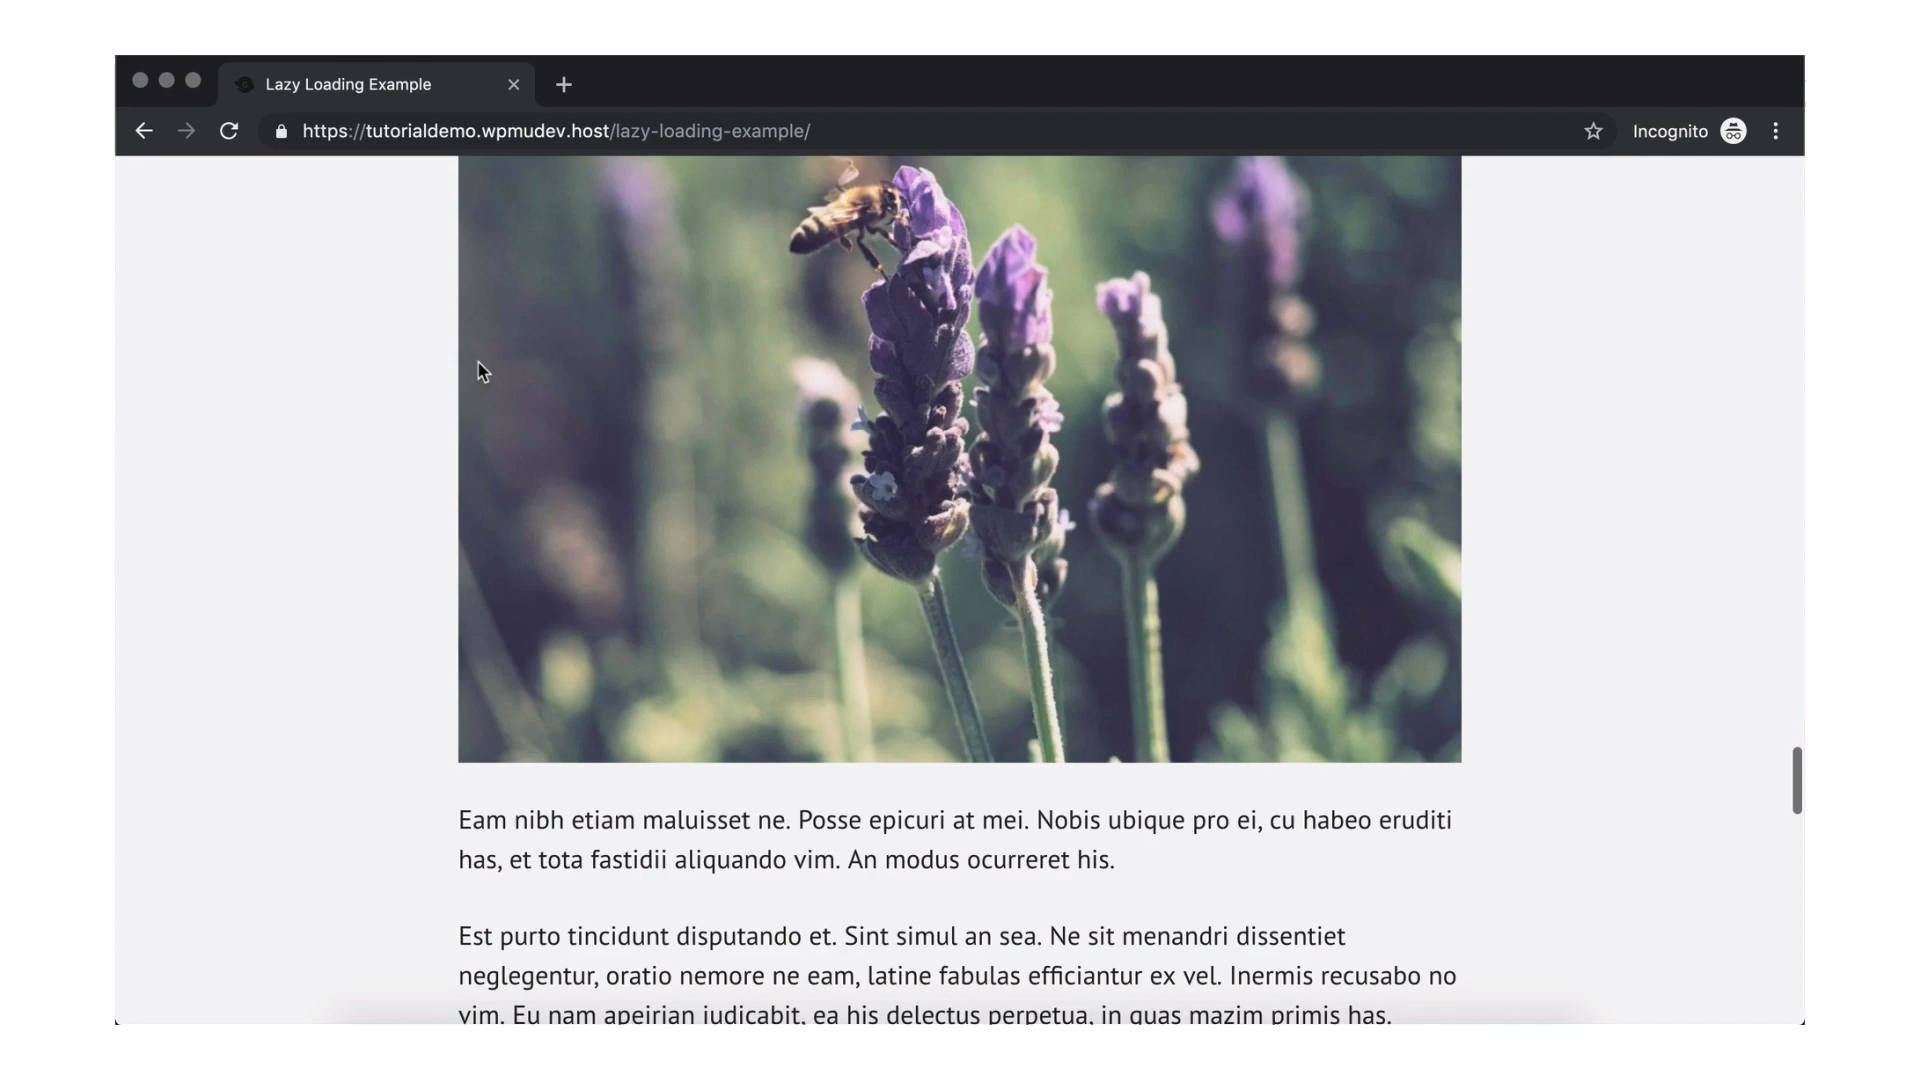 Lazy Loading Example
https://tutorialdemo.wpmudev.host/lazy-loading-example/
Incognito
Eam nibh etiam maluisset ne. Posse epicuri at mei. Nobis ubique pro ei, cu habeo eruditi
has, et tota fastidii aliquando vim. An modus ocurreret his.
Est purto tincidunt disputando et. Sint simul an sea. Ne sit menandri dissentiet
neglegentur, oratio nemore ne eam, latine fabulas efficiantur ex vel. Inermis recusabo no
vim. Eu nam apeirian iudicabit, ea his delectus perpetua, in quas mazim primis has.